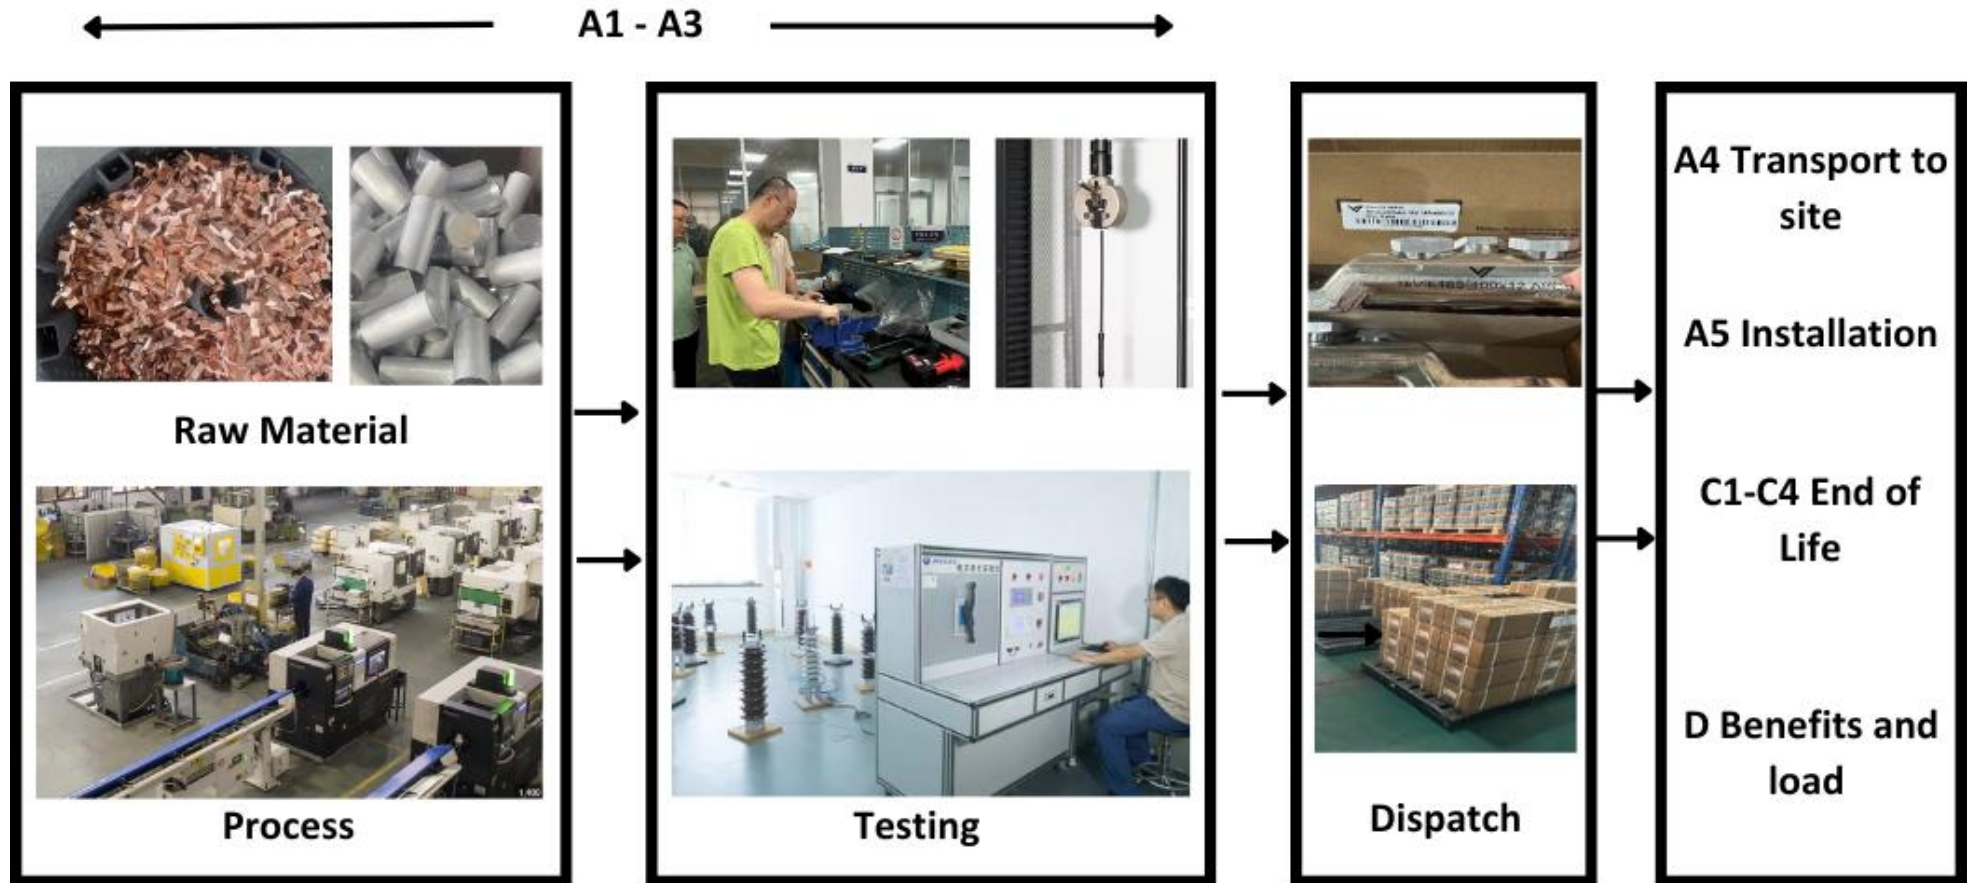 A1 - A3
Raw Material
Process
Testing
Dispatch
A4 Transport to
site
A5 Installation
C1-C4 End of
Life
D Benefits and
load